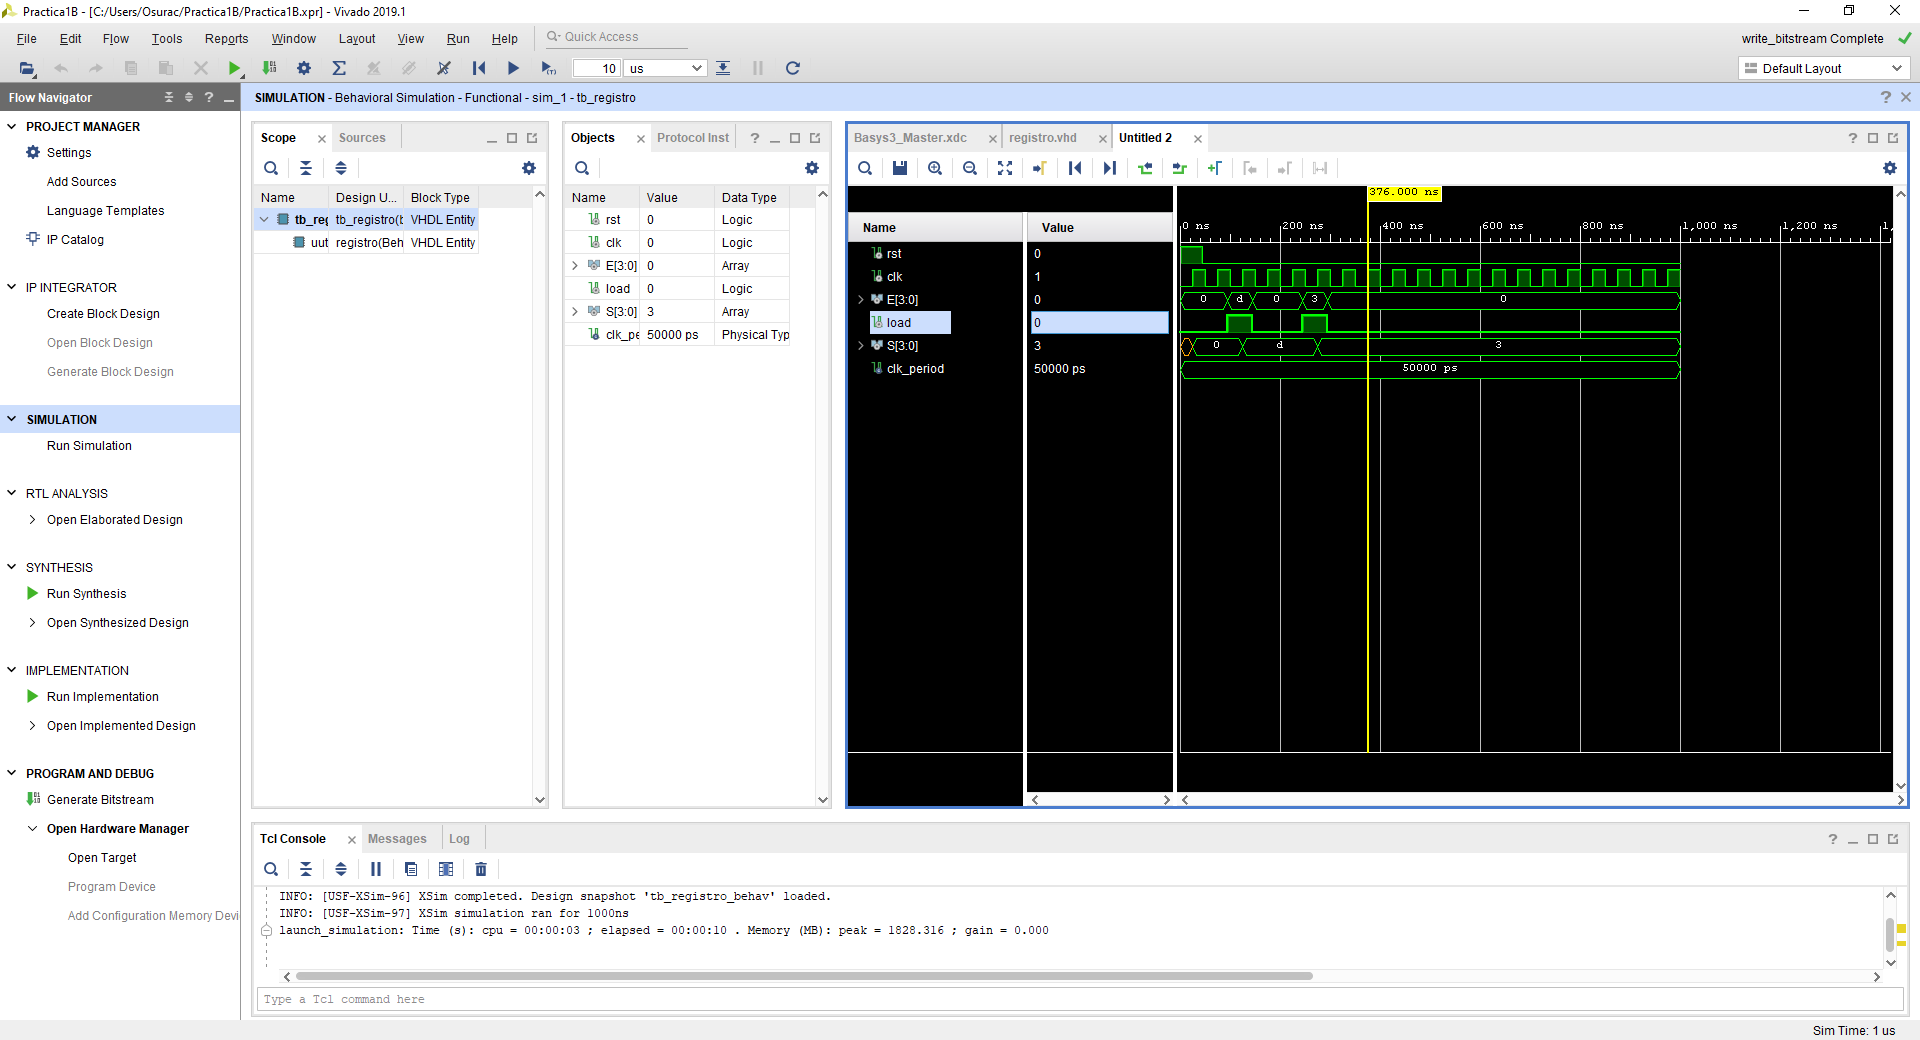 Practica1B - [C:/Users/Osurac/Practica1B/Practica1B.xpr] - Vivado 2019.1
File Edit Flow Tools Reports Window Layout View Run Help Quick Access
write_bitstream Complete
10 us
Default Layout
Flow Navigator
SIMULATION - Behavioral Simulation - Functional - sim_1 - tb_registro
PROJECT MANAGER
Settings
Add Sources
Language Templates
IP Catalog
IP INTEGRATOR
Create Block Design
Open Block Design
Generate Block Design
SIMULATION
Run Simulation
RTL ANALYSIS
Open Elaborated Design
SYNTHESIS
Run Synthesis
Open Synthesized Design
IMPLEMENTATION
Run Implementation
Open Implemented Design
PROGRAM AND DEBUG
Generate Bitstream
Open Hardware Manager
Open Target
Program Device
Add Configuration Memory Devi
Scope Sources
Name Design U... Block Type
tb_reg tb_registro(b VHDL Entity
uut registro(Beh VHDL Entity
Objects Protocol Inst
Name Value Data Type
rst 0 Logic
clk 0 Logic
E[3:0] 0 Array
load 0 Logic
S[3:0] 3 Array
clk_pe 50000 ps Physical Typ
Basys3_Master.xdc registro.vhd Untitled 2
376.000 ns
Name Value
0 ns 200 ns 400 ns 600 ns 800 ns 1,000 ns 1,200 ns 1,
rst 0
clk 1
E[3:0] 0 0 d 0 3 0
load 0
S[3:0] 3 0 d 3
clk_period 50000 ps 50000 ps
Tcl Console Messages Log
INFO: [USF-XSim-96] XSim completed. Design snapshot 'tb_registro_behav' loaded.
INFO: [USF-XSim-97] XSim simulation ran for 1000ns
launch_simulation: Time (s): cpu = 00:00:03 ; elapsed = 00:00:10 . Memory (MB): peak = 1828.316 ; gain = 0.000
Type a Tcl command here
Sim Time: 1 us